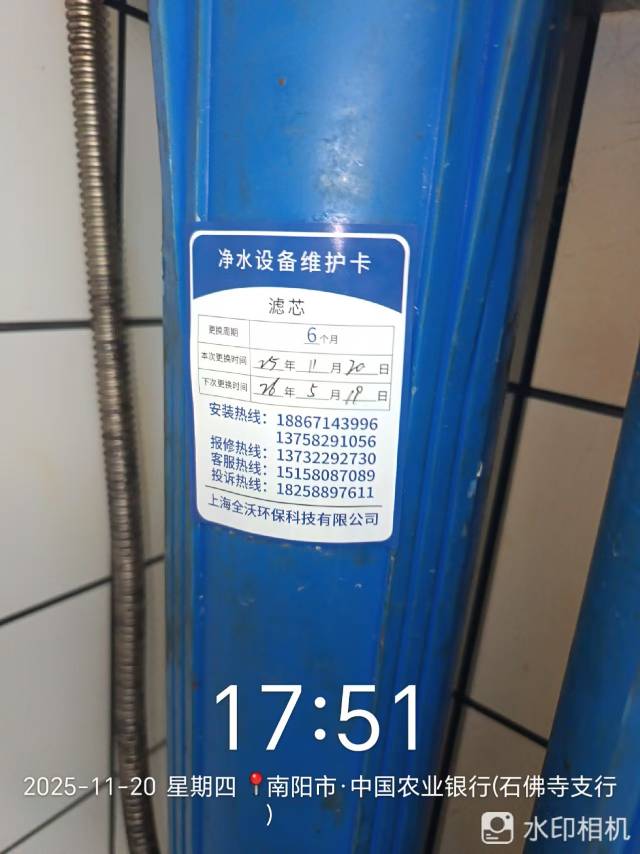 净水设备维护卡
滤芯
更换周期 6个月
本次更换时间 25年11月20日
下次更换时间 26年5月19日
安装热线：18867143996
13758291056
报修热线：13732292730
客服热线：15158087089
投诉热线：18258897611
上海全沃环保科技有限公司
17:51
2025-11-20 星期四 📍南阳市·中国农业银行(石佛寺支行
)
水印相机